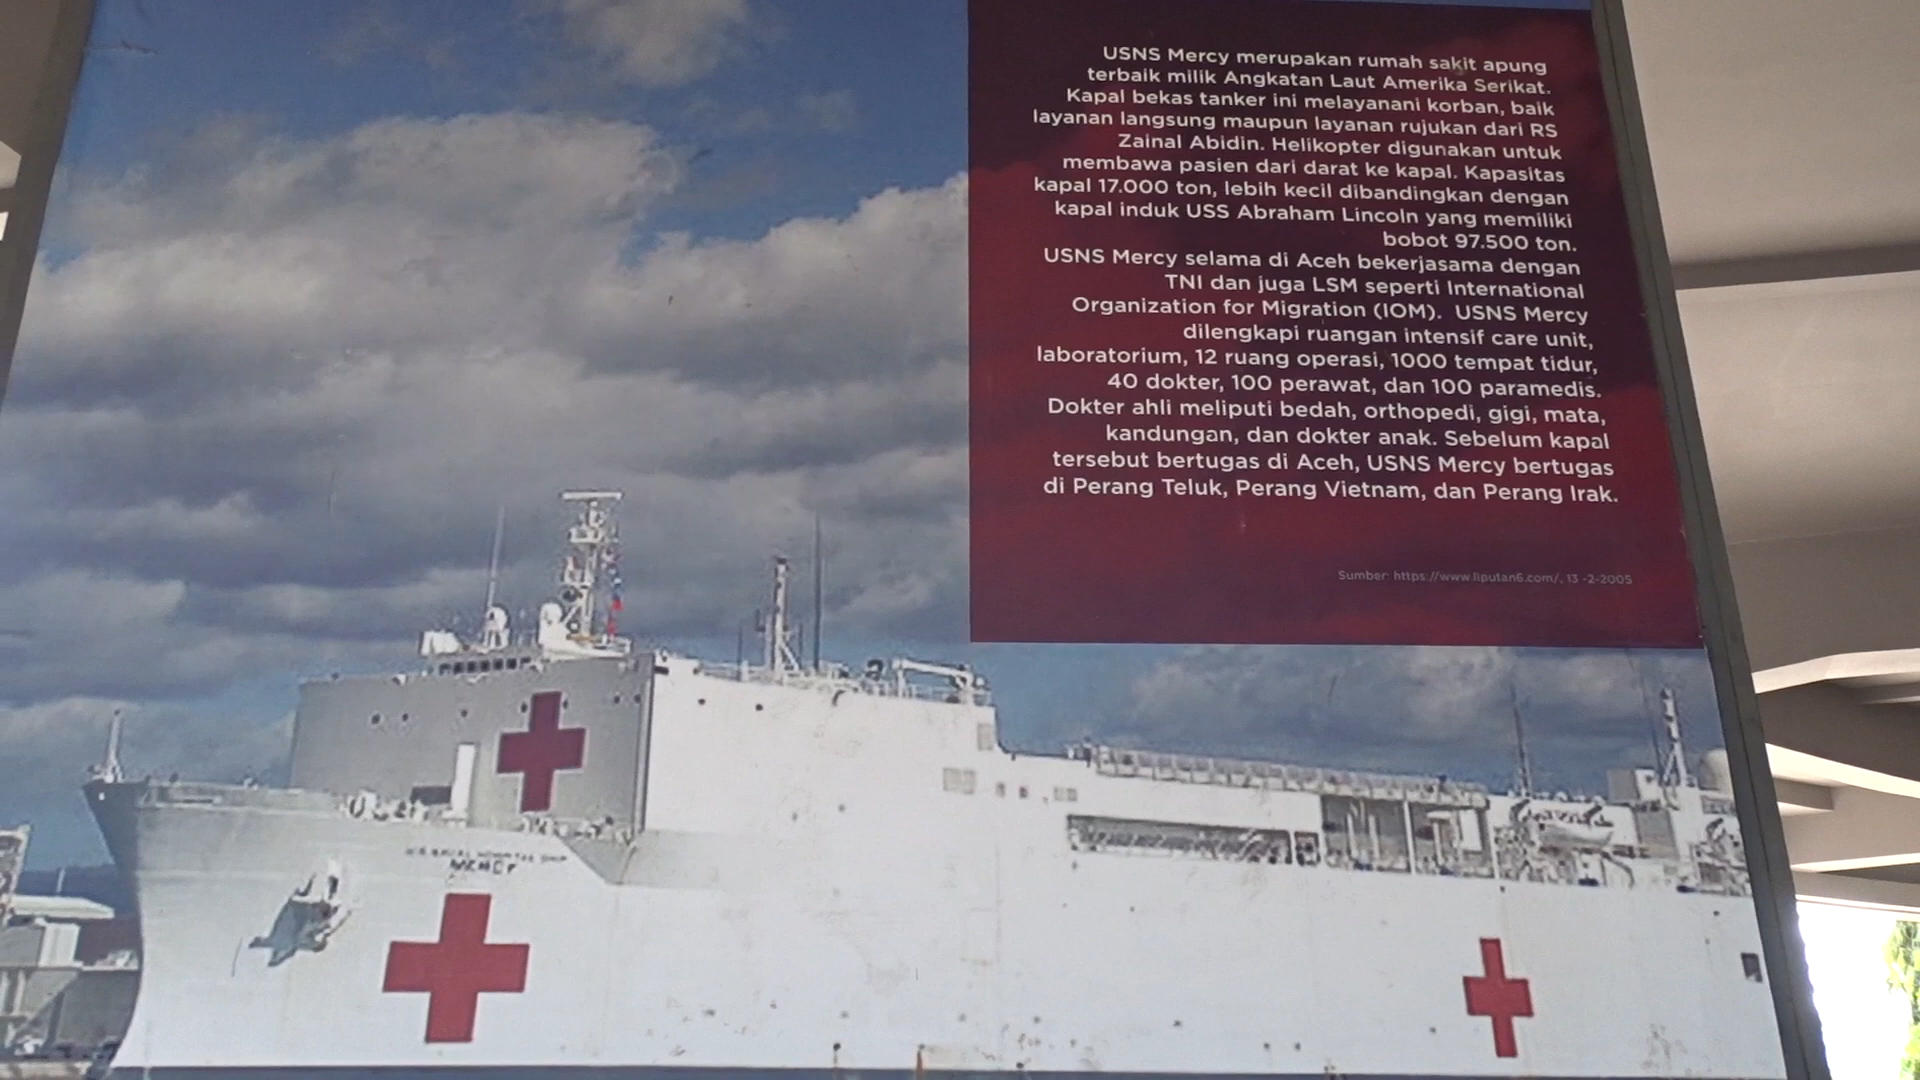 USNS Mercy merupakan rumah sakit apung
terbaik milik Angkatan Laut Amerika Serikat.
Kapal bekas tanker ini melayanani korban, baik
layanan langsung maupun layanan rujukan dari RS
Zainal Abidin. Helikopter digunakan untuk
membawa pasien dari darat ke kapal. Kapasitas
kapal 17.000 ton, lebih kecil dibandingkan dengan
kapal induk USS Abraham Lincoln yang memiliki
bobot 97.500 ton.
USNS Mercy selama di Aceh bekerjasama dengan
TNI dan juga LSM seperti International
Organization for Migration (IOM). USNS Mercy
dilengkapi ruangan intensif care unit,
laboratorium, 12 ruang operasi, 1000 tempat tidur,
40 dokter, 100 perawat, dan 100 paramedis.
Dokter ahli meliputi bedah, orthopedi, gigi, mata,
kandungan, dan dokter anak. Sebelum kapal
tersebut bertugas di Aceh, USNS Mercy bertugas
di Perang Teluk, Perang Vietnam, dan Perang Irak.
Sumber: https://www.liputan6.com/, 13 -2-2005
MERCY